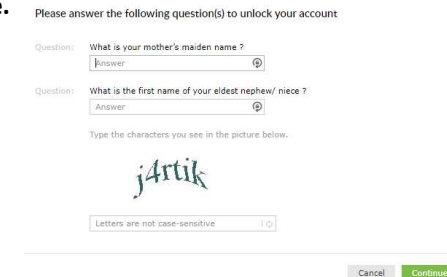 e.
Please answer the following question(s) to unlock your account
Question: What is your mother's maiden name ?
Answer
Question: What is the first name of your eldest nephew/ niece ?
Answer
Type the characters you see in the picture below.
j4rtik
Letters are not case-sensitive
Cancel Continue